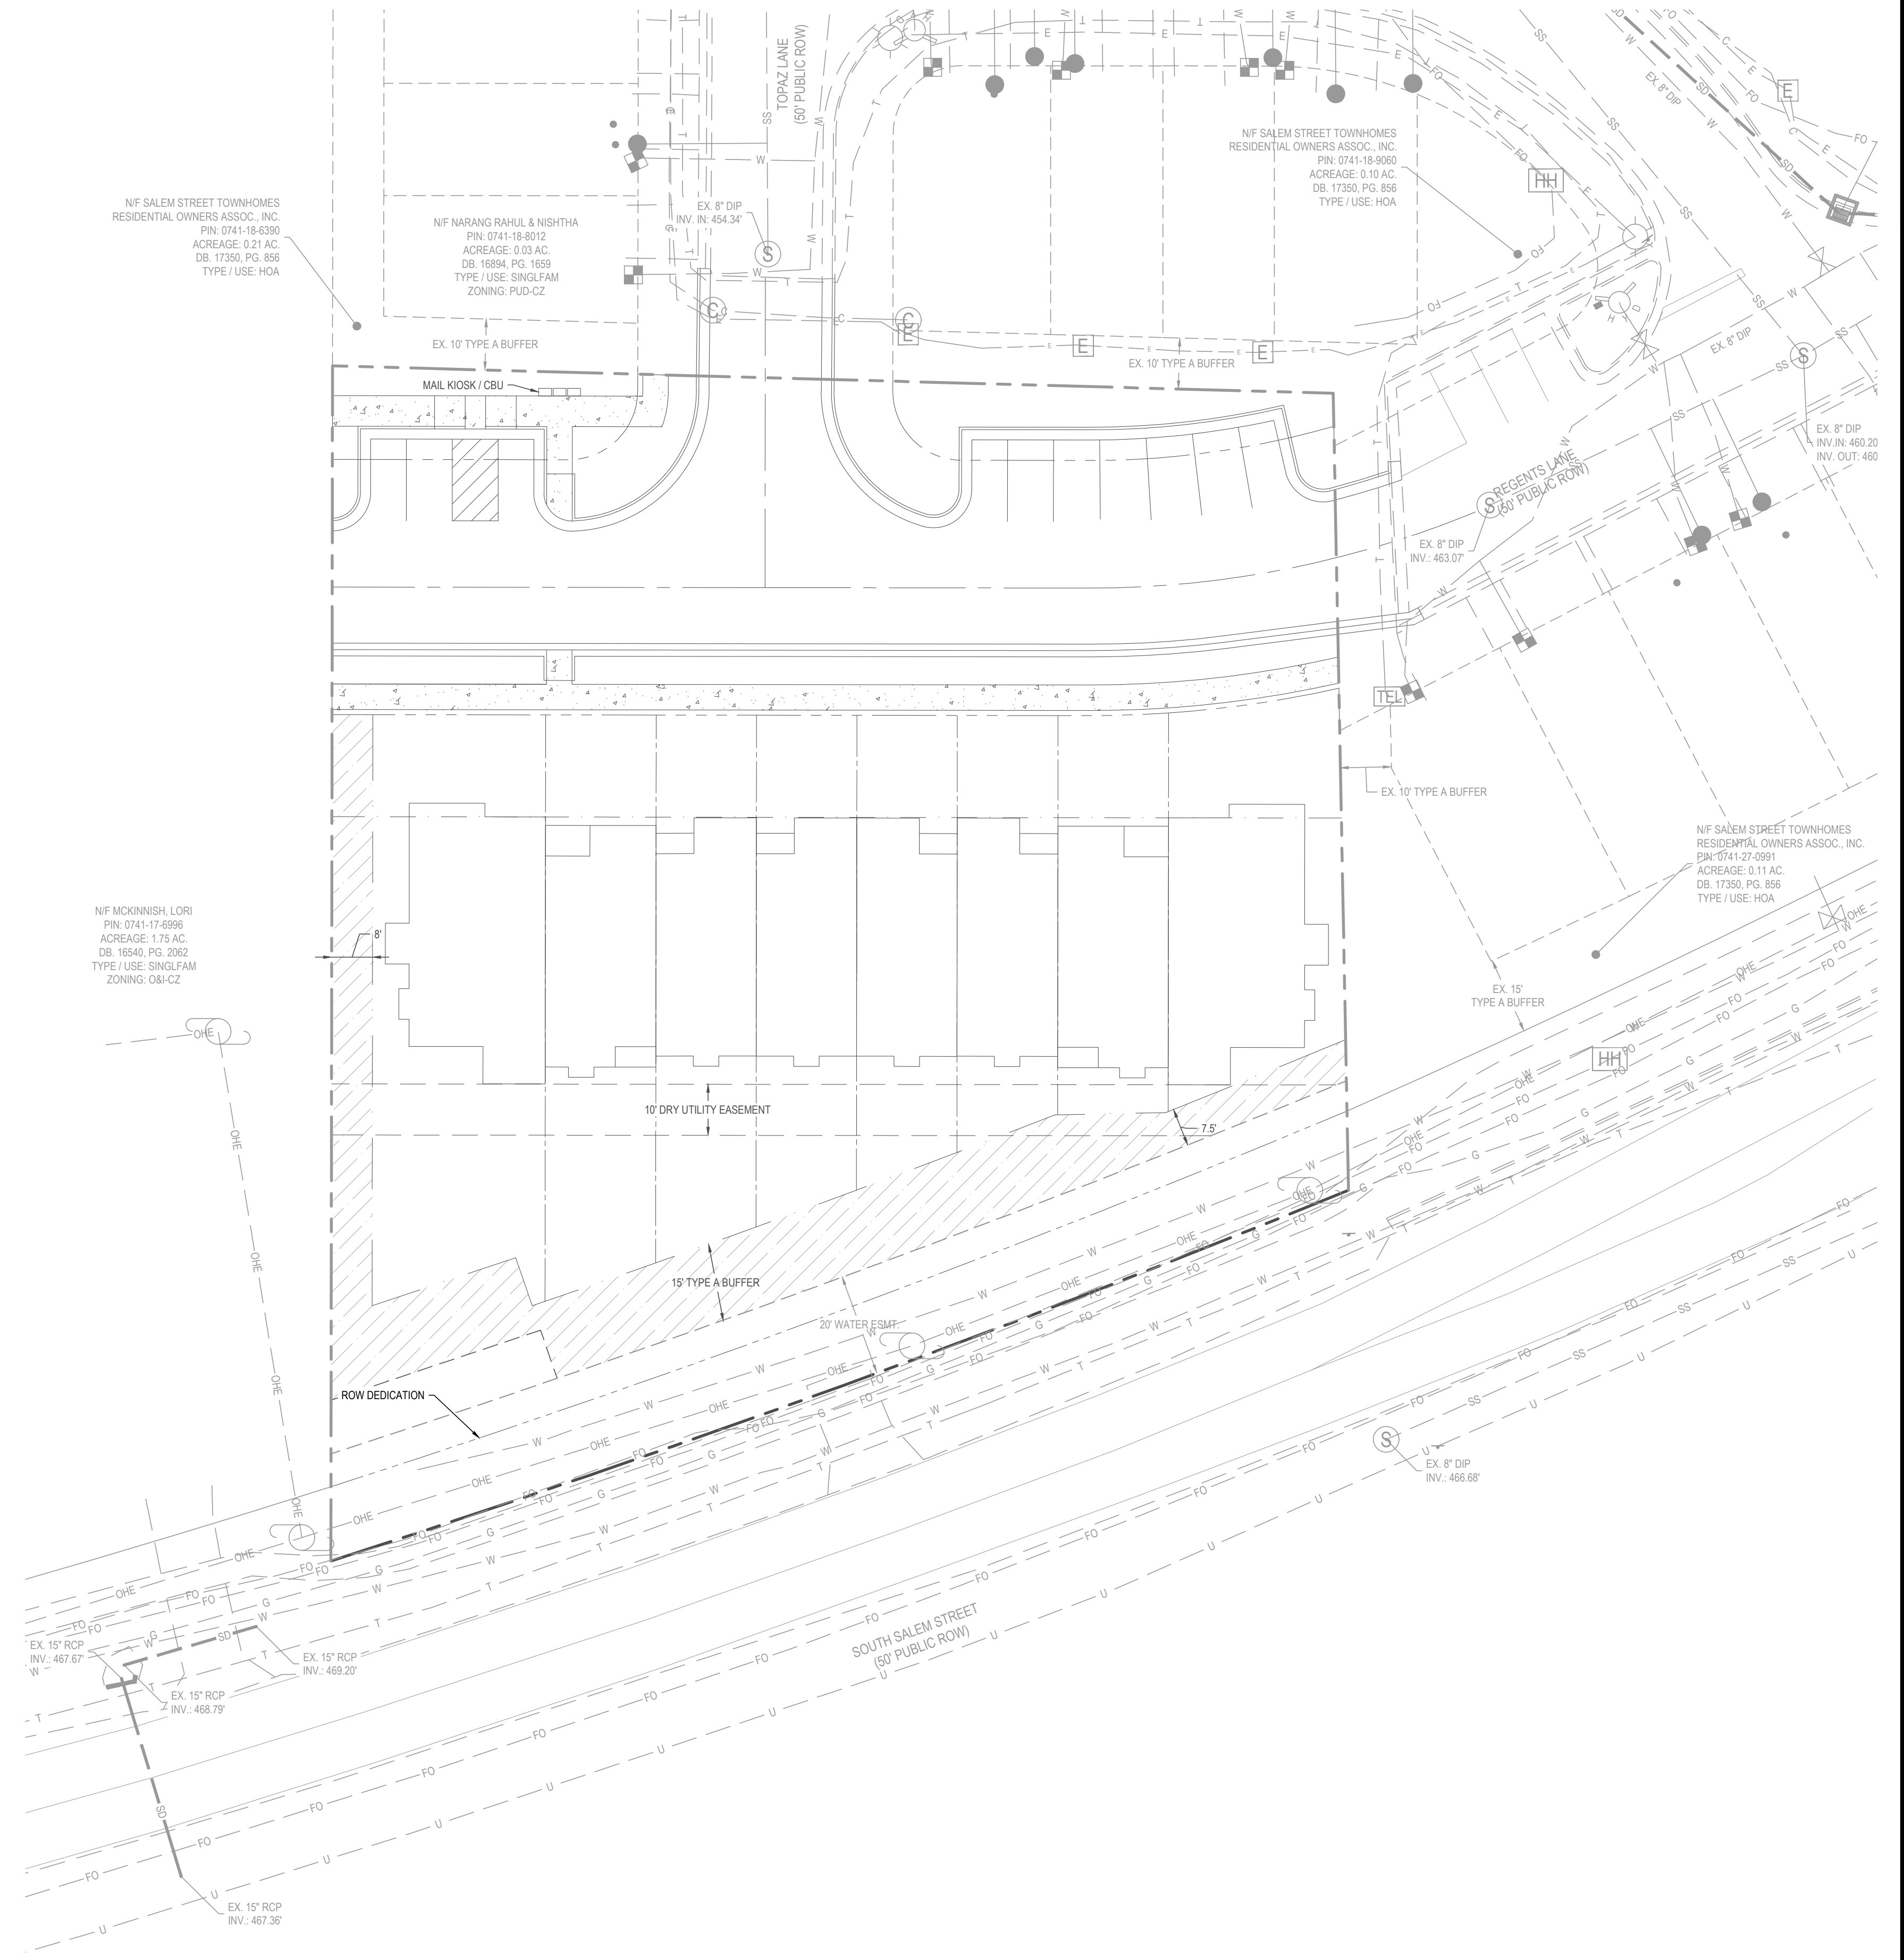 TOPAZ LANE
(50' PUBLIC ROW)
N/F SALEM STREET TOWNHOMES
RESIDENTIAL OWNERS ASSOC., INC.
PIN: 0741-18-6390
ACREAGE: 0.21 AC.
DB. 17350, PG. 856
TYPE / USE: HOA
N/F NARANG RAHUL & NISHTHA
PIN: 0741-18-8012
ACREAGE: 0.03 AC.
DB. 16894, PG. 1659
TYPE / USE: SINGLFAM
ZONING: PUD-CZ
EX. 8" DIP
INV. IN: 454.34'
N/F SALEM STREET TOWNHOMES
RESIDENTIAL OWNERS ASSOC., INC.
PIN: 0741-18-9060
ACREAGE: 0.10 AC.
DB. 17350, PG. 856
TYPE / USE: HOA
EX. 8" DIP
HH
EX. 10' TYPE A BUFFER
EX. 10' TYPE A BUFFER
EX. 8" DIP
MAIL KIOSK / CBU
EX. 8" DIP
INV.IN: 460.20
INV. OUT: 460
REGENTS LANE
(50' PUBLIC ROW)
EX. 8" DIP
INV.: 463.07'
TEL
EX. 10' TYPE A BUFFER
N/F SALEM STREET TOWNHOMES
RESIDENTIAL OWNERS ASSOC., INC.
PIN: 0741-27-0991
ACREAGE: 0.11 AC.
DB. 17350, PG. 856
TYPE / USE: HOA
N/F MCKINNISH, LORI
PIN: 0741-17-6996
ACREAGE: 1.75 AC.
DB. 16540, PG. 2062
TYPE / USE: SINGLFAM
ZONING: O&I-CZ
8'
EX. 15'
TYPE A BUFFER
HH
10' DRY UTILITY EASEMENT
7.5'
15' TYPE A BUFFER
20' WATER ESMT.
ROW DEDICATION
EX. 8" DIP
INV.: 466.68'
SOUTH SALEM STREET
(50' PUBLIC ROW)
EX. 15" RCP
INV.: 467.67'
EX. 15" RCP
INV.: 469.20'
EX. 15" RCP
INV.: 468.79'
EX. 15" RCP
INV.: 467.36'